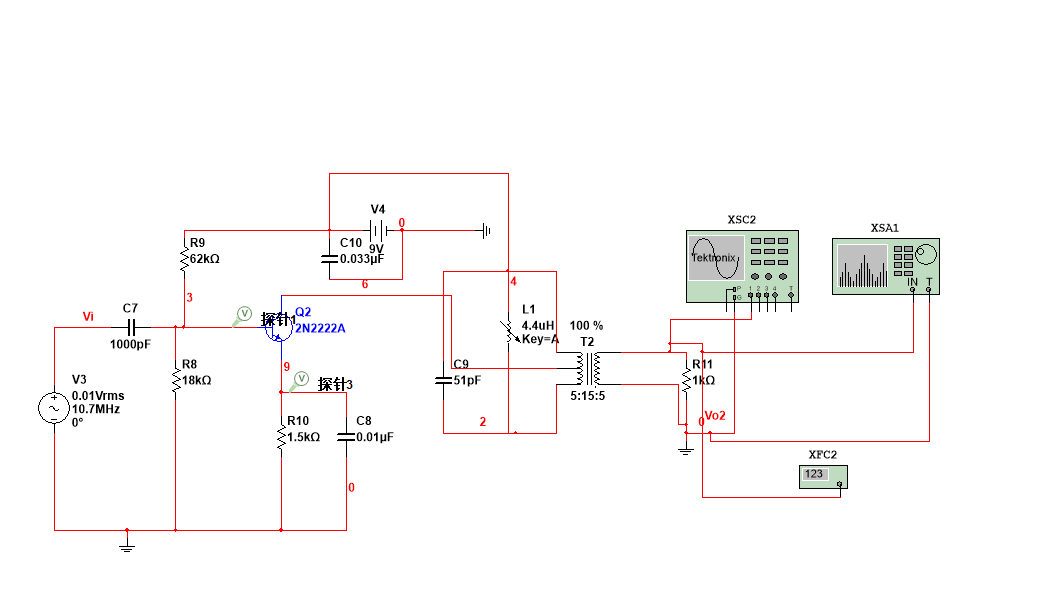 V4
0
9V
C10
0.033µF
6
R9
62kΩ
3
XSC2
Tektronix
P
G
1 2 3 4 T
XSA1
IN T
4
Vi
C7
1000pF
探针1
Q2
2N2222A
V
L1
4.4uH
Key=A
100 %
T2
5:15:5
C9
51pF
2
R11
1kΩ
0
Vo2
V3
0.01Vrms
10.7MHz
0°
R8
18kΩ
9
V
探针3
R10
1.5kΩ
C8
0.01µF
0
XFC2
123